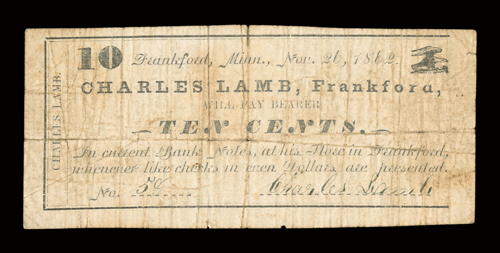 10 Frankford, Minn., Nov. 26, 1862.
CHARLES LAMB, Frankford,
WILL PAY BEARER
TEN CENTS.
In current Bank Notes, at his Store in Frankford,
whenever like checks in even Dollars are presented.
No. 50 Charles Lamb
CHARLES LAMB.